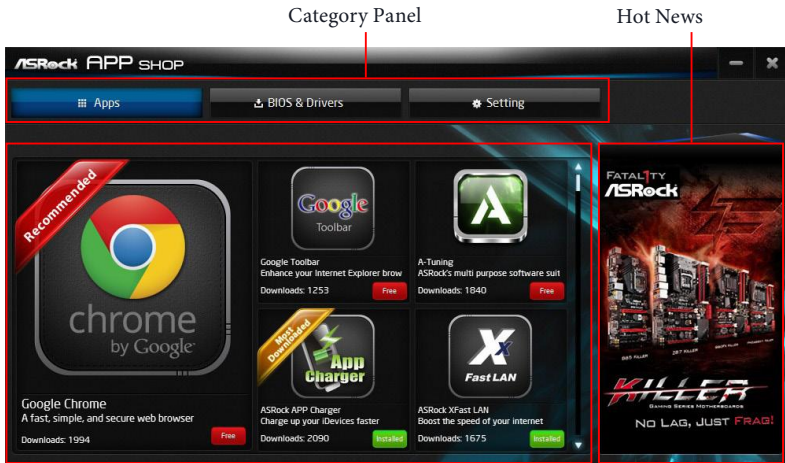 Category Panel
Hot News
ASRock APP SHOP
Apps
BIOS & Drivers
Setting
Recommended
chrome
by Google
Google Chrome
A fast, simple, and secure web browser
Downloads: 1994
Free
Google
Toolbar
Google Toolbar
Enhance your Internet Explorer brow
Downloads: 1253
Free
A
A-Tuning
ASRock's multi purpose software suit
Downloads: 1840
Free
Most
Downloaded
App
Charger
ASRock APP Charger
Charge up your iDevices faster
Downloads: 2090
Installed
Fast LAN
ASRock XFast LAN
Boost the speed of your internet
Downloads: 1675
Installed
FATAL1TY
ASRock
B85 KILLER
Z87 KILLER
KILLER
GAMING SERIES MOTHERBOARDS
NO LAG, JUST FRAG!